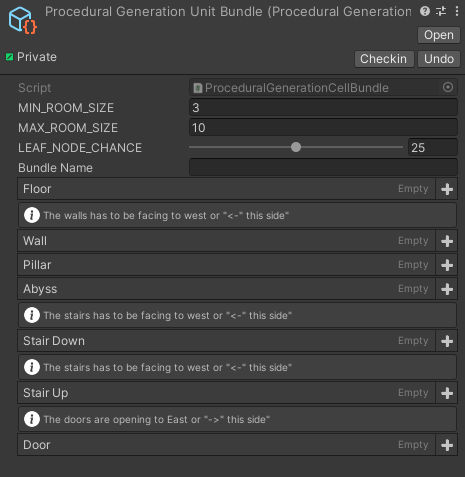 Procedural Generation Unit Bundle (Procedural Generation
Open
Private
Checkin Undo
Script ProceduralGenerationCellBundle
MIN_ROOM_SIZE 3
MAX_ROOM_SIZE 10
LEAF_NODE_CHANCE 25
Bundle Name
Floor Empty
The walls has to be facing to west or "<-" this side"
Wall Empty
Pillar Empty
Abyss Empty
The stairs has to be facing to west or "<-" this side"
Stair Down Empty
The stairs has to be facing to west or "<-" this side"
Stair Up Empty
The doors are opening to East or "->" this side"
Door Empty